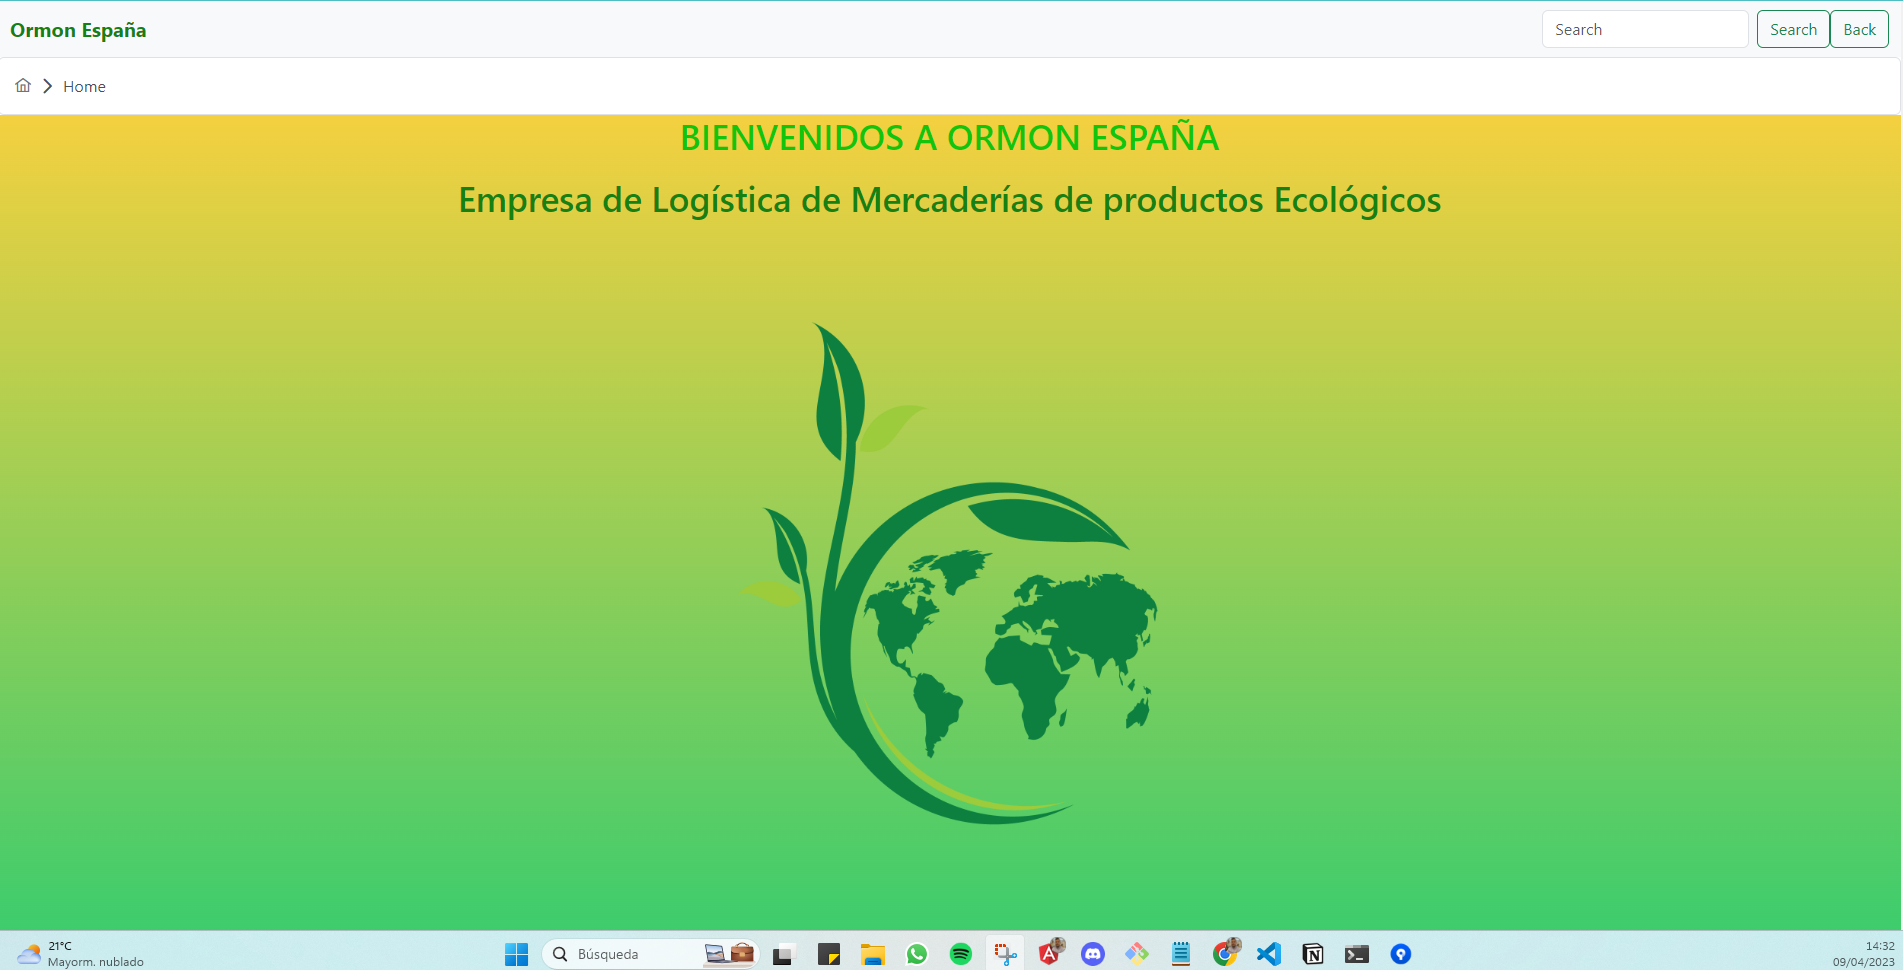 Ormon España
Search
Search
Back
Home
BIENVENIDOS A ORMON ESPAÑA
Empresa de Logística de Mercaderías de productos Ecológicos
21°C
Mayorm. nublado
Búsqueda
14:32
09/04/2023